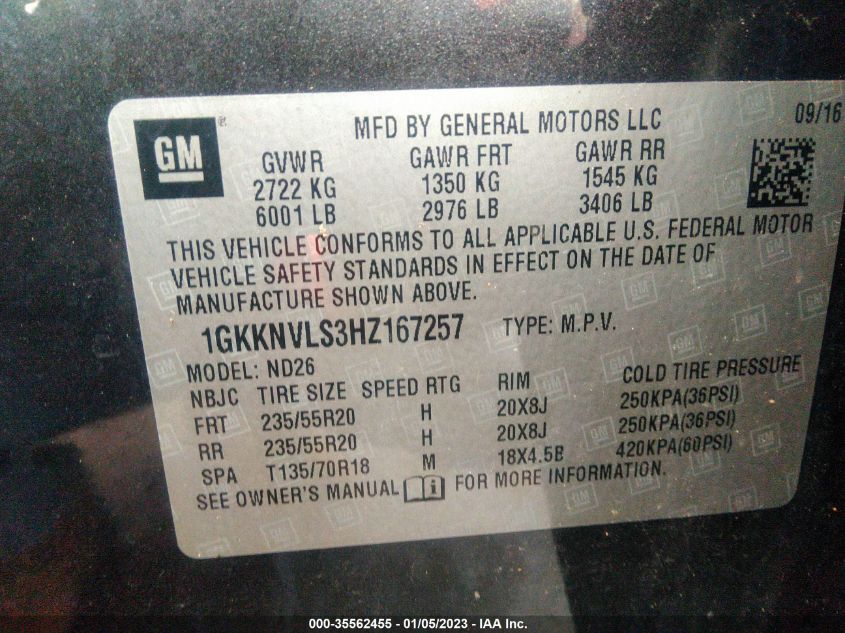 GM ® MFD BY GENERAL MOTORS LLC 09/16
GVWR GAWR FRT GAWR RR
2722 KG 1350 KG 1545 KG
6001 LB 2976 LB 3406 LB
THIS VEHICLE CONFORMS TO ALL APPLICABLE U.S. FEDERAL MOTOR
VEHICLE SAFETY STANDARDS IN EFFECT ON THE DATE OF
MANUFACTURE SHOWN ABOVE.
1GKKNVLS3HZ167257 TYPE: M.P.V.
MODEL: ND26
NBJC TIRE SIZE SPEED RTG RIM COLD TIRE PRESSURE
FRT 235/55R20 H 20X8J 250KPA(36PSI)
RR 235/55R20 H 20X8J 250KPA(36PSI)
SPA T135/70R18 M 18X4.5B 420KPA(60PSI)
SEE OWNER'S MANUAL i FOR MORE INFORMATION.
000-35562455 - 01/05/2023 - IAA Inc.